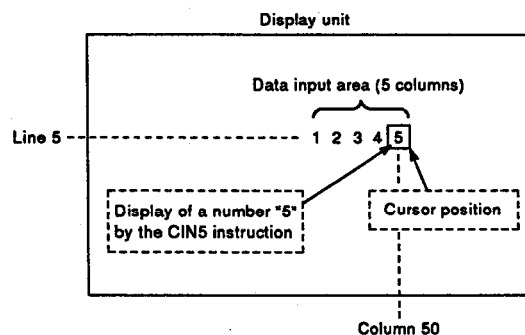 Display unit
Data input area (5 columns)
Line 5
1 2 3 4 5
Display of a number "5"
by the CIN5 instruction
Cursor position
Column 50